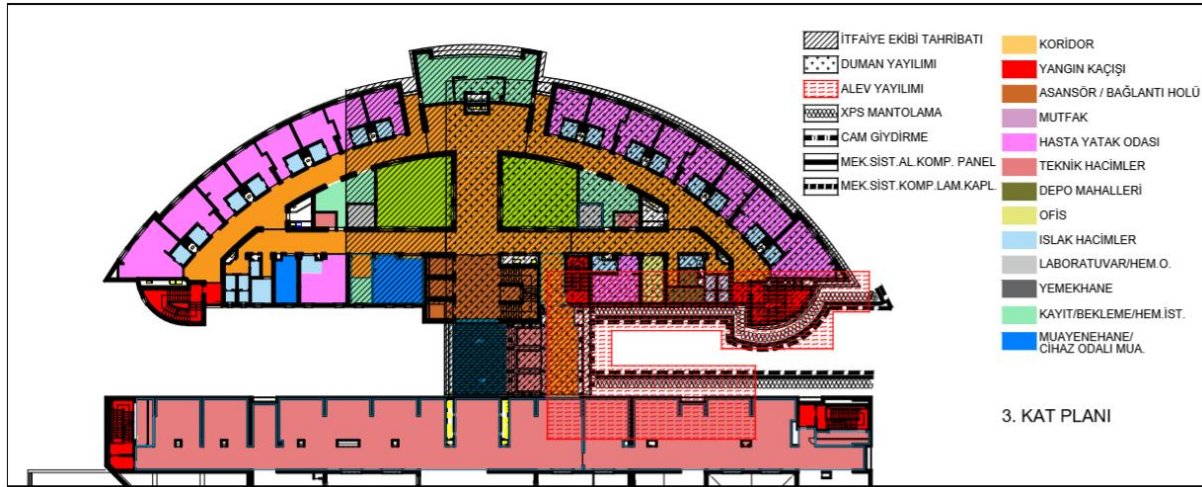 İTFAİYE EKİBİ TAHRİBATI
DUMAN YAYILIMI
ALEV YAYILIMI
XPS MANTOLAMA
CAM GİYDİRME
MEK.SİST.AL.KOMP. PANEL
MEK.SİST.KOMP.LAM.KAPL.
KORİDOR
YANGIN KAÇIŞI
ASANSÖR / BAĞLANTI HOLÜ
MUTFAK
HASTA YATAK ODASI
TEKNİK HACİMLER
DEPO MAHALLERİ
OFİS
ISLAK HACİMLER
LABORATUVAR/HEM.O.
YEMEKHANE
KAYIT/BEKLEME/HEM.İST.
MUAYENEHANE/
CİHAZ ODALI MUA.
3. KAT PLANI